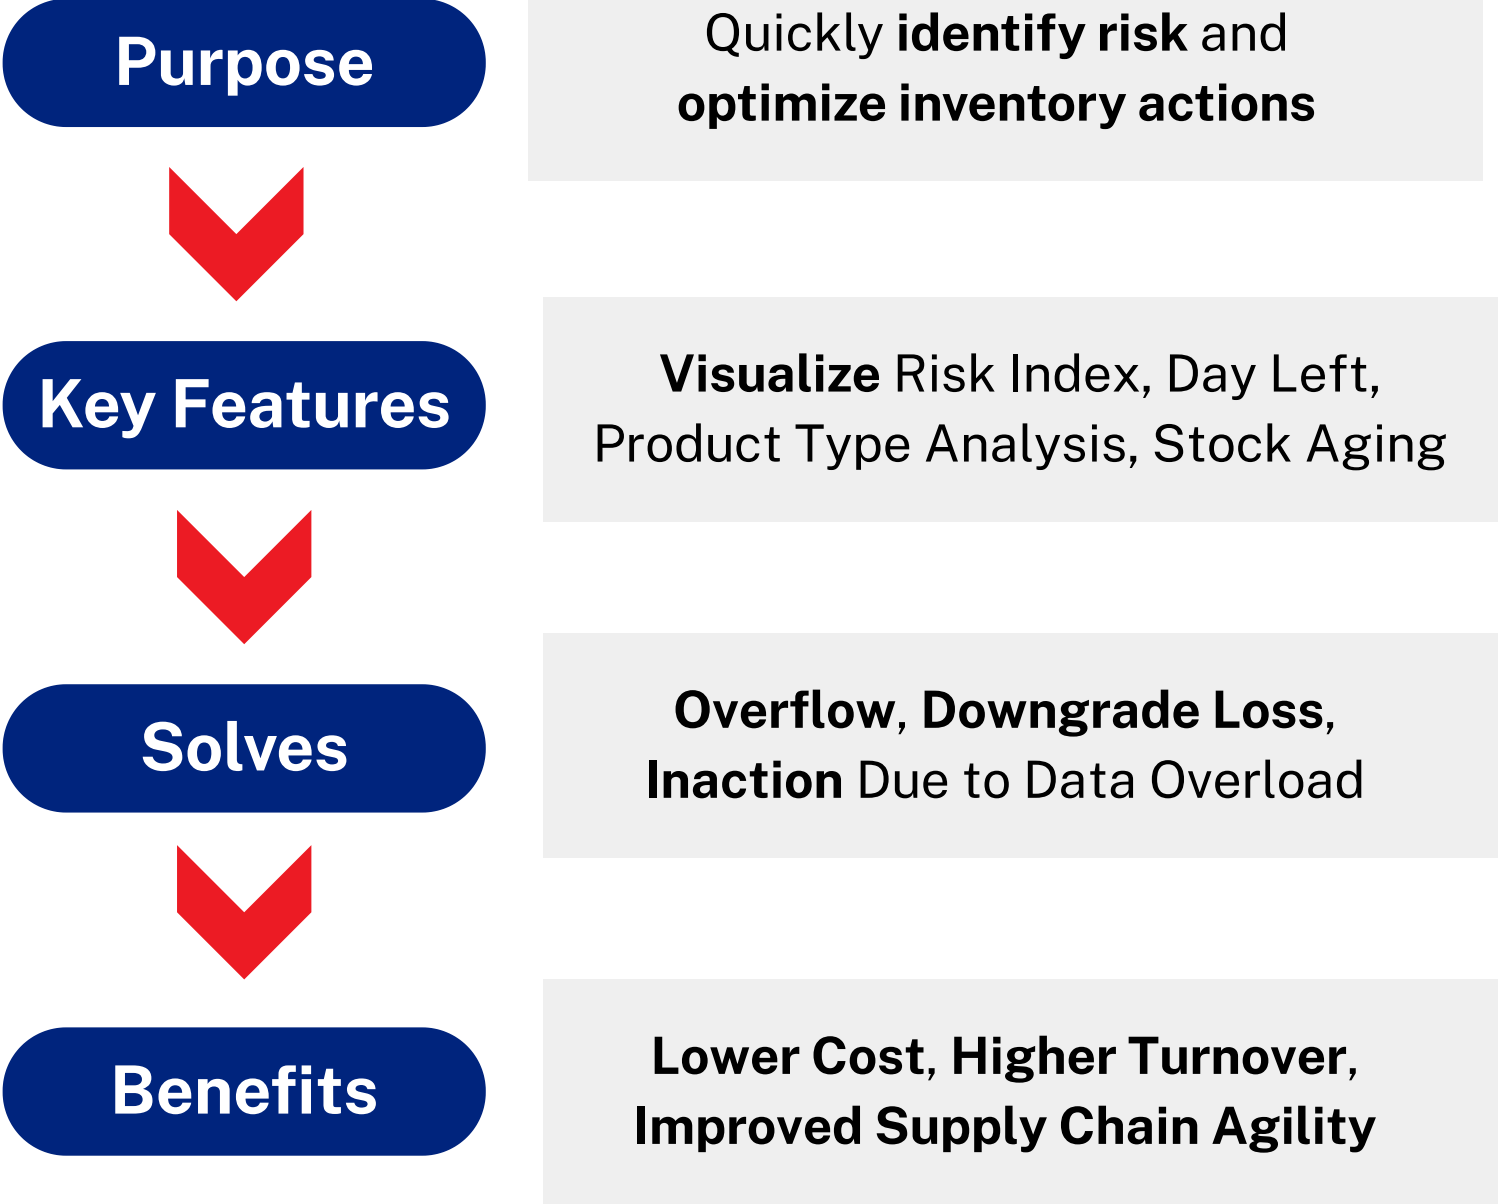 Purpose
Quickly identify risk and
optimize inventory actions
Key Features
Visualize Risk Index, Day Left,
Product Type Analysis, Stock Aging
Solves
Overflow, Downgrade Loss,
Inaction Due to Data Overload
Benefits
Lower Cost, Higher Turnover,
Improved Supply Chain Agility